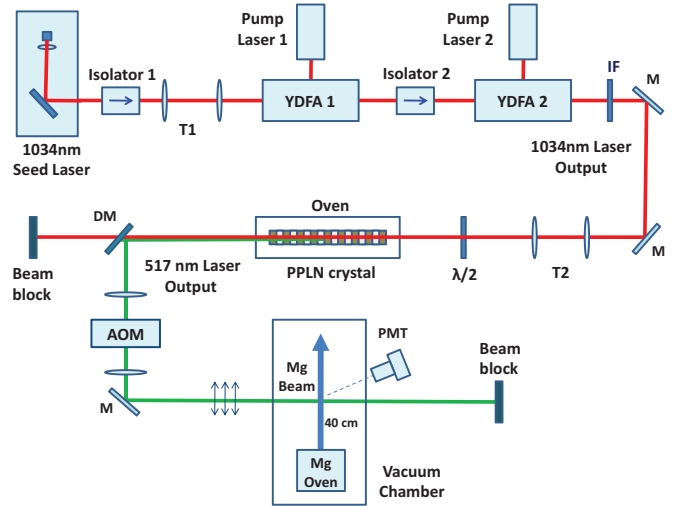 Pump
Laser 1
Pump
Laser 2
Isolator 1
Isolator 2
IF
M
YDFA 1
YDFA 2
T1
1034nm
Seed Laser
1034nm Laser
Output
DM
Oven
M
Beam
block
517 nm Laser
Output
PPLN crystal
λ/2
T2
AOM
PMT
Beam
block
Mg
Beam
M
40 cm
Mg
Oven
Vacuum
Chamber